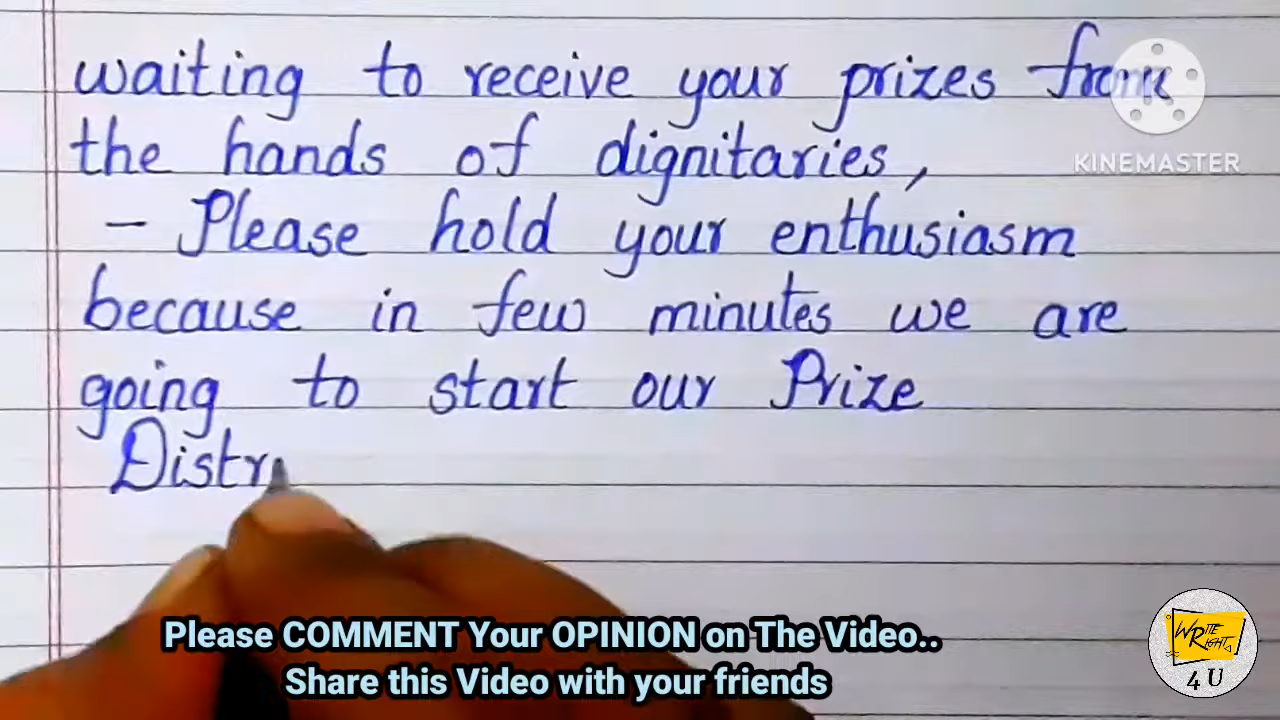 waiting to receive your prizes from
the hands of dignitaries,
- Please hold your enthusiasm
because in few minutes we are
going to start our Prize
Distr
KINEMASTER
Please COMMENT Your OPINION on The Video..
Share this Video with your friends
WRITE
RIGHT
4 U